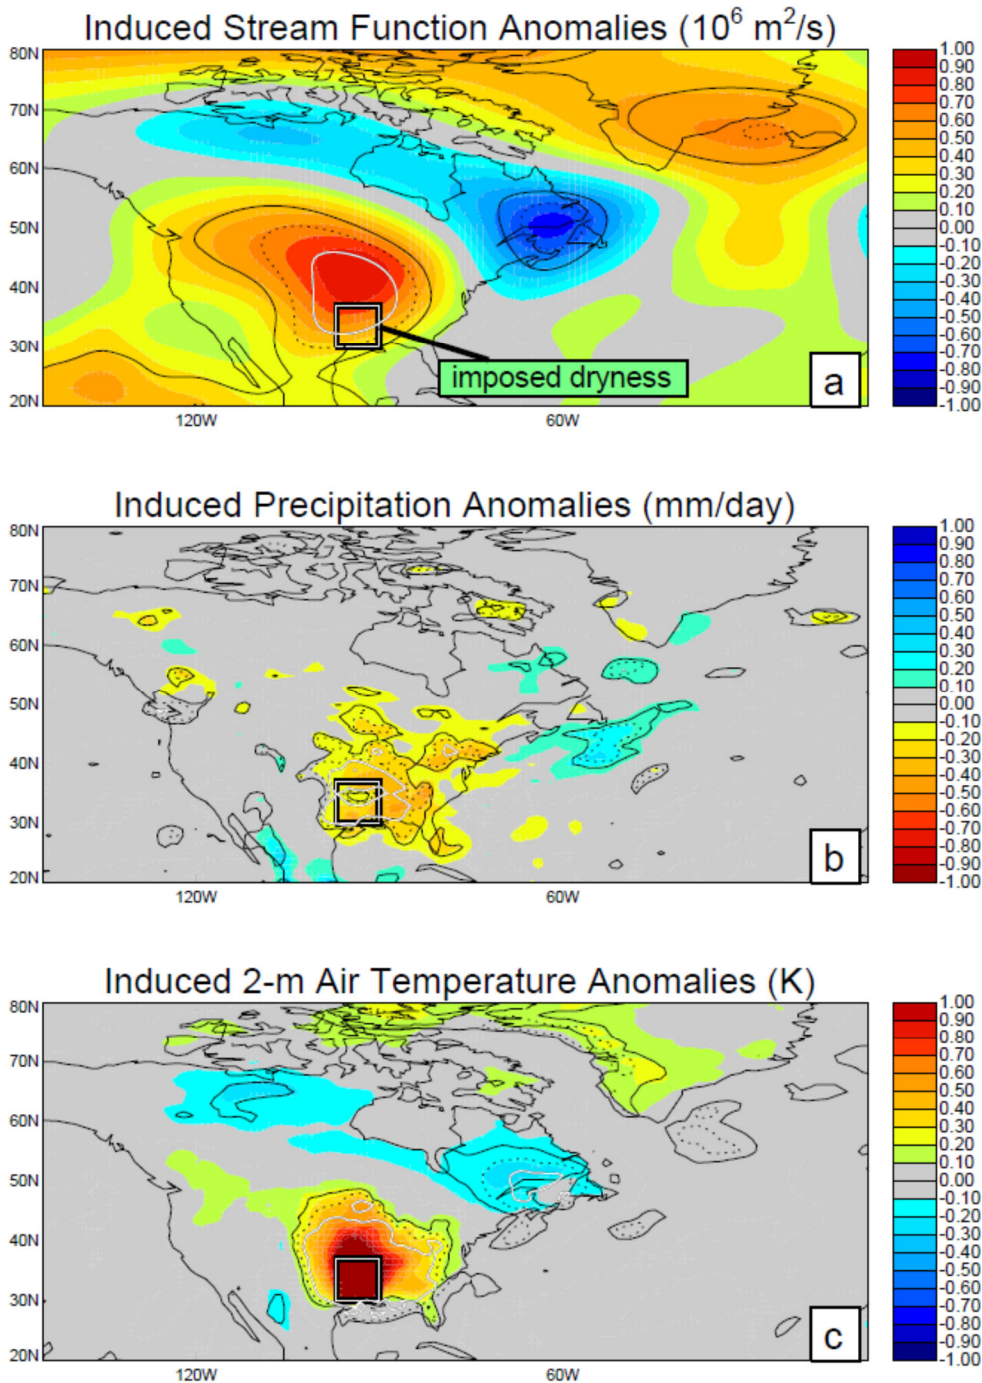 Induced Stream Function Anomalies (10⁶ m²/s)
80N
70N
60N
50N
40N
30N
20N
120W
60W
imposed dryness
a
1.00
0.90
0.80
0.70
0.60
0.50
0.40
0.30
0.20
0.10
0.00
-0.10
-0.20
-0.30
-0.40
-0.50
-0.60
-0.70
-0.80
-0.90
-1.00
Induced Precipitation Anomalies (mm/day)
80N
70N
60N
50N
40N
30N
20N
120W
60W
b
1.00
0.90
0.80
0.70
0.60
0.50
0.40
0.30
0.20
0.10
0.00
-0.10
-0.20
-0.30
-0.40
-0.50
-0.60
-0.70
-0.80
-0.90
-1.00
Induced 2-m Air Temperature Anomalies (K)
80N
70N
60N
50N
40N
30N
20N
120W
60W
c
1.00
0.90
0.80
0.70
0.60
0.50
0.40
0.30
0.20
0.10
0.00
-0.10
-0.20
-0.30
-0.40
-0.50
-0.60
-0.70
-0.80
-0.90
-1.00